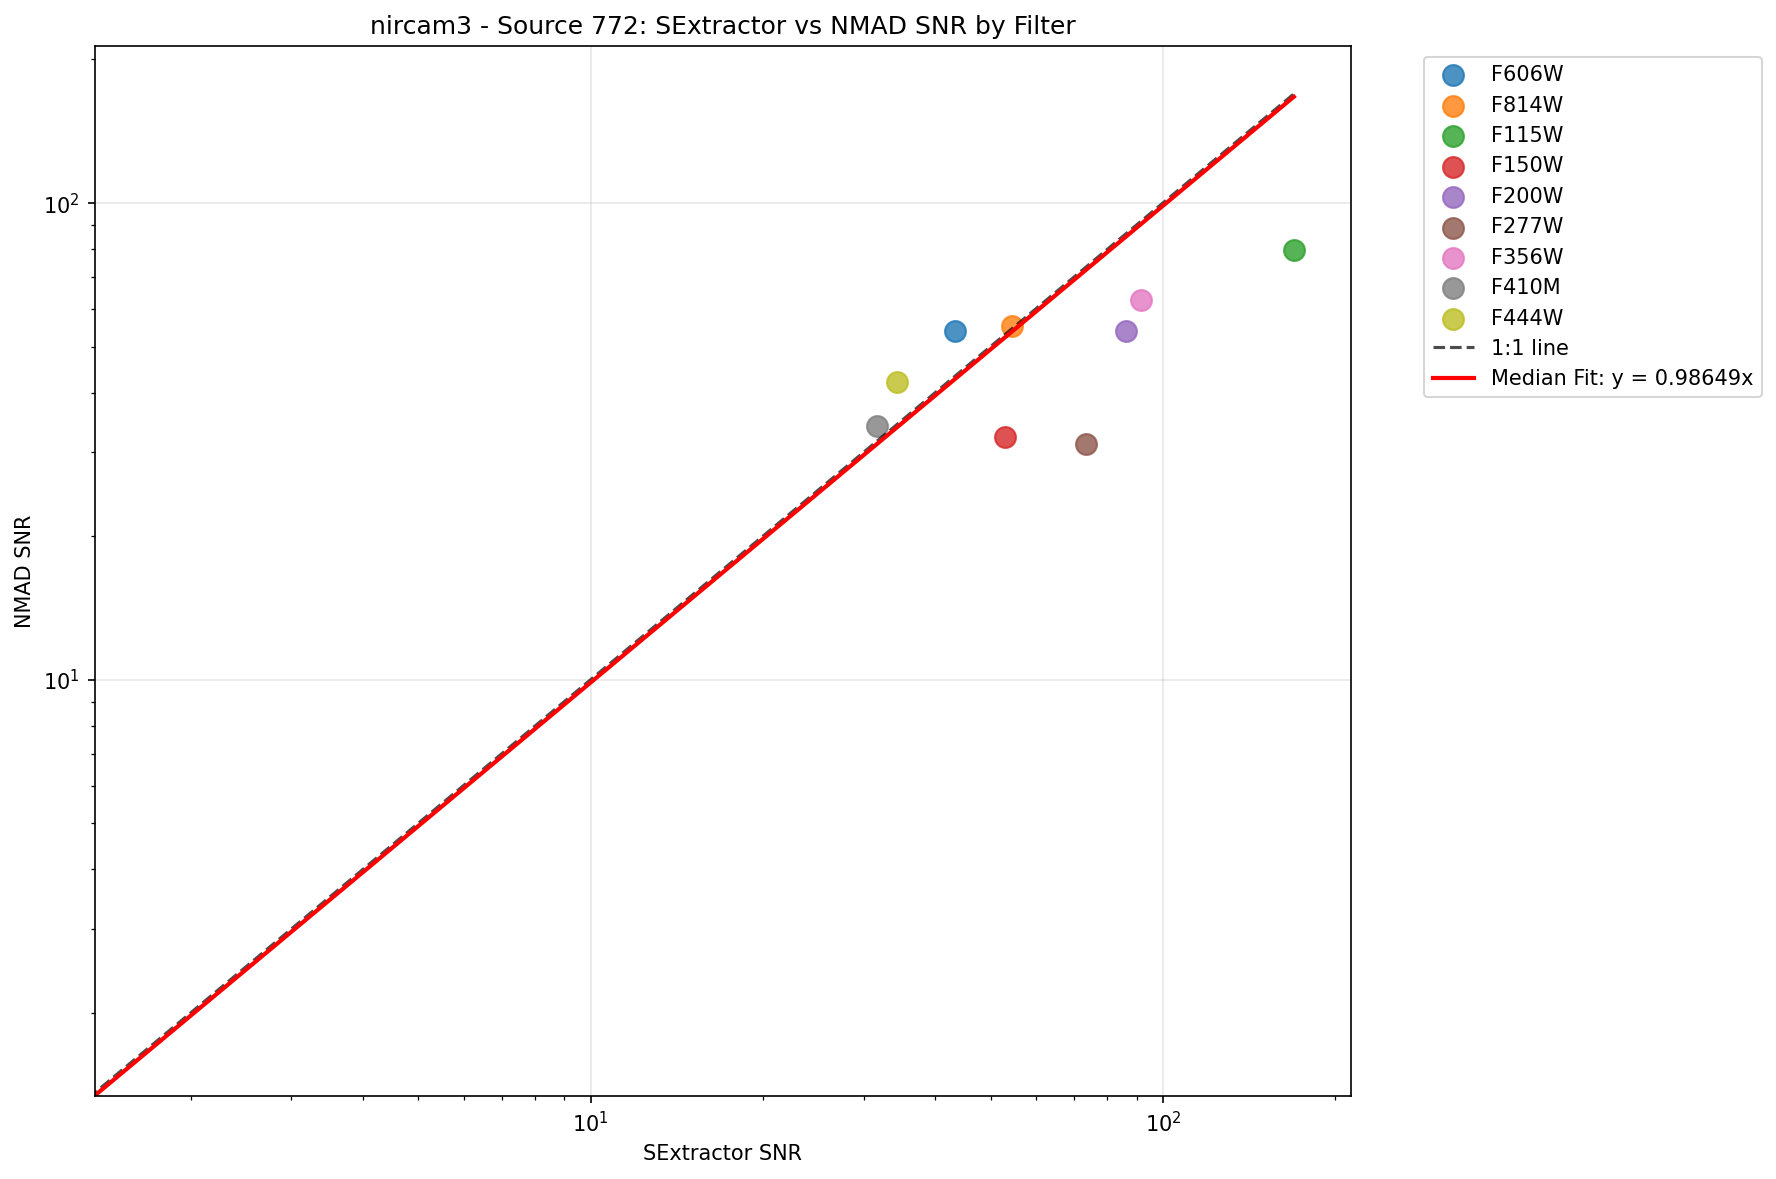 nircam3 - Source 772: SExtractor vs NMAD SNR by Filter
F606W
F814W
F115W
F150W
F200W
F277W
F356W
F410M
F444W
1:1 line
Median Fit: y = 0.98649x
NMAD SNR
10²
10¹
10¹
10²
SExtractor SNR